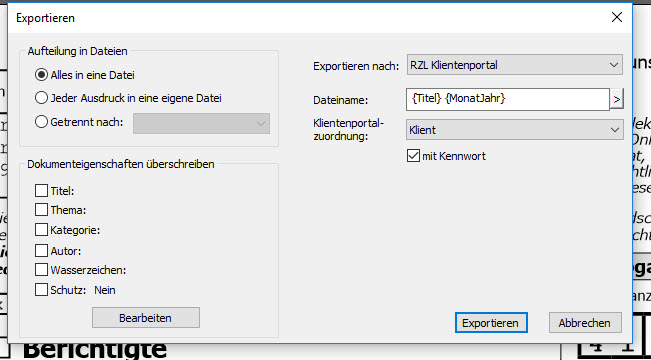 Exportieren
Aufteilung in Dateien
Alles in eine Datei
Jeder Ausdruck in eine eigene Datei
Getrennt nach:
Dokumenteigenschaften überschreiben
Titel:
Thema:
Kategorie:
Autor:
Wasserzeichen:
Schutz: Nein
Bearbeiten
Exportieren nach: RZL Klientenportal
Dateiname: {Titel} {MonatJahr} >
Klientenportal-
zuordnung: Klient
mit Kennwort
Exportieren Abbrechen
Berichtigte
4 1